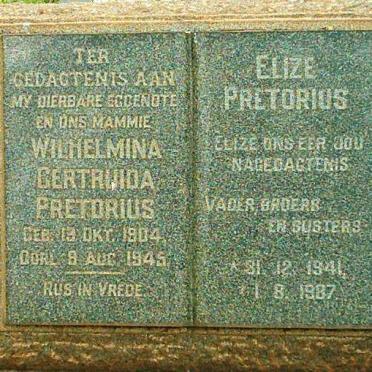 TER
GEDACTENIS AAN
MY DIERBARE EGGENOTE
EN ONS MAMMIE
WILHELMINA
GERTRUIDA
PRETORIUS
GEB. 13 OKT. 1904.
OORL. 8 AUG. 1945.
RUS IN VREDE.
ELIZE
PRETORIUS
ELIZE ONS EER JOU
NAGEDAGTENIS
VADER, BROERS
EN SUSTERS
* 31. 12. 1941.
1. 8. 1987.